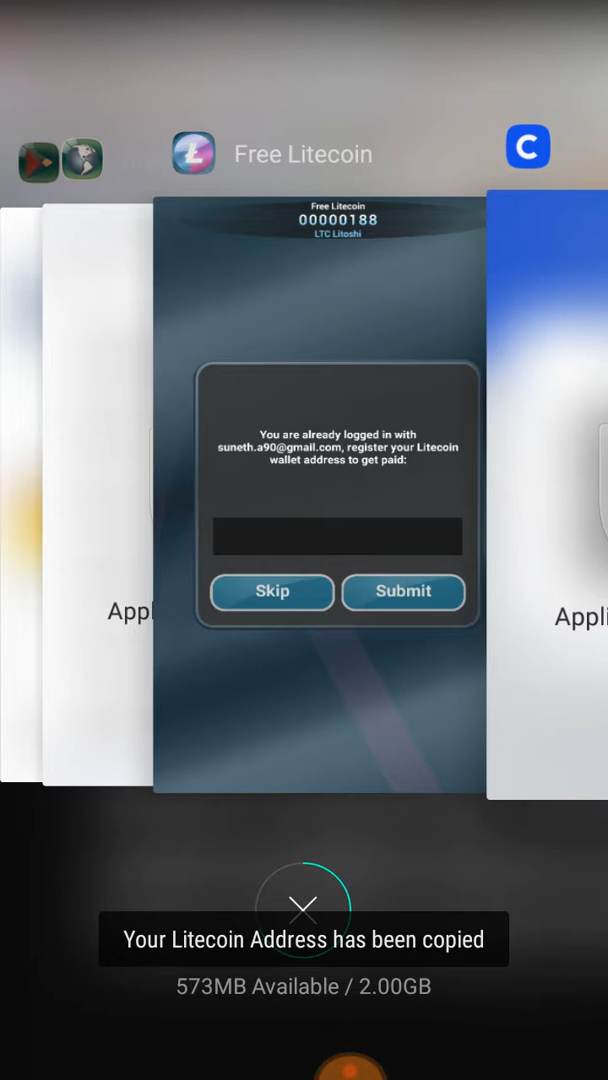 Free Litecoin
Free Litecoin
00000188
LTC Litoshi
You are already logged in with
suneth.a90@gmail.com, register your Litecoin
wallet address to get paid:
Skip
Submit
Appli
Appli
Your Litecoin Address has been copied
573MB Available / 2.00GB